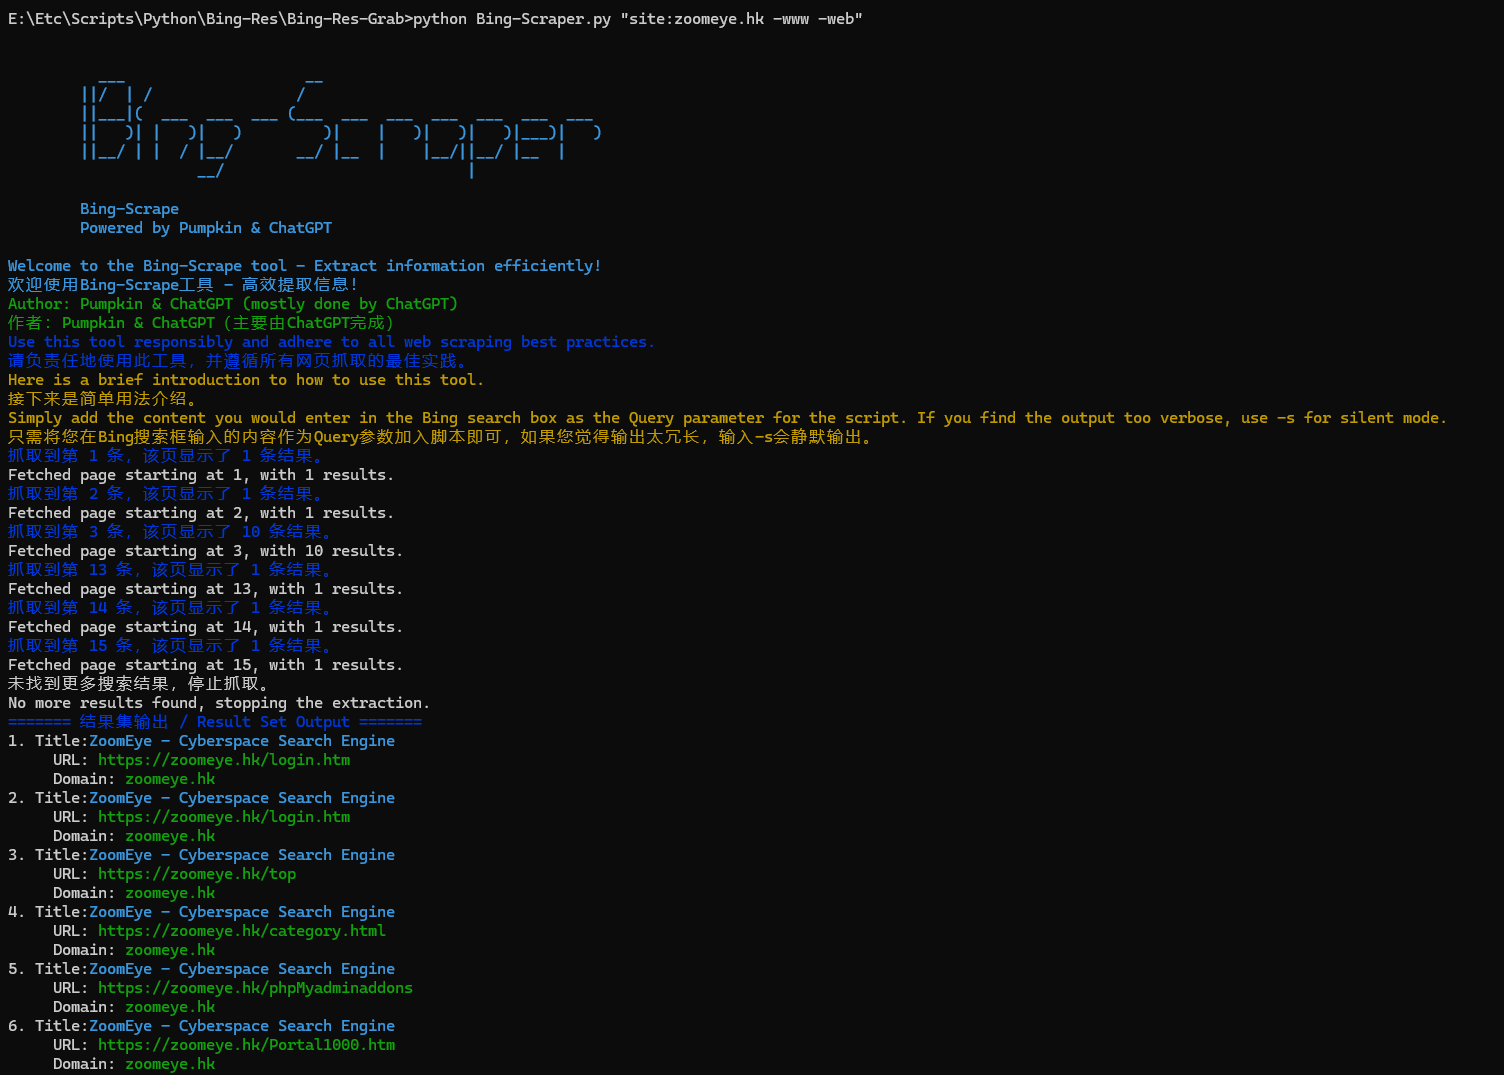 E:\Etc\Scripts\Python\Bing-Res\Bing-Res-Grab>python Bing-Scraper.py "site:zoomeye.hk -www -web"
Bing-Scrape
Powered by Pumpkin & ChatGPT
Welcome to the Bing-Scrape tool - Extract information efficiently!
欢迎使用Bing-Scrape工具 - 高效提取信息!
Author: Pumpkin & ChatGPT (mostly done by ChatGPT)
作者: Pumpkin & ChatGPT (主要由ChatGPT完成)
Use this tool responsibly and adhere to all web scraping best practices.
请负责任地使用此工具，并遵循所有网页抓取的最佳实践。
Here is a brief introduction to how to use this tool.
接下来是简单用法介绍。
Simply add the content you would enter in the Bing search box as the Query parameter for the script. If you find the output too verbose, use -s for silent mode.
只需将您在Bing搜索框输入的内容作为Query参数加入脚本即可，如果您觉得输出太冗长，输入-s会静默输出。
抓取到第 1 条，该页显示了 1 条结果。
Fetched page starting at 1, with 1 results.
抓取到第 2 条，该页显示了 1 条结果。
Fetched page starting at 2, with 1 results.
抓取到第 3 条，该页显示了 10 条结果。
Fetched page starting at 3, with 10 results.
抓取到第 13 条，该页显示了 1 条结果。
Fetched page starting at 13, with 1 results.
抓取到第 14 条，该页显示了 1 条结果。
Fetched page starting at 14, with 1 results.
抓取到第 15 条，该页显示了 1 条结果。
Fetched page starting at 15, with 1 results.
未找到更多搜索结果，停止抓取。
No more results found, stopping the extraction.
======= 结果集输出 / Result Set Output =======
1. Title:ZoomEye - Cyberspace Search Engine
URL: https://zoomeye.hk/login.htm
Domain: zoomeye.hk
2. Title:ZoomEye - Cyberspace Search Engine
URL: https://zoomeye.hk/login.htm
Domain: zoomeye.hk
3. Title:ZoomEye - Cyberspace Search Engine
URL: https://zoomeye.hk/top
Domain: zoomeye.hk
4. Title:ZoomEye - Cyberspace Search Engine
URL: https://zoomeye.hk/category.html
Domain: zoomeye.hk
5. Title:ZoomEye - Cyberspace Search Engine
URL: https://zoomeye.hk/phpMyadminaddons
Domain: zoomeye.hk
6. Title:ZoomEye - Cyberspace Search Engine
URL: https://zoomeye.hk/Portal1000.htm
Domain: zoomeye.hk